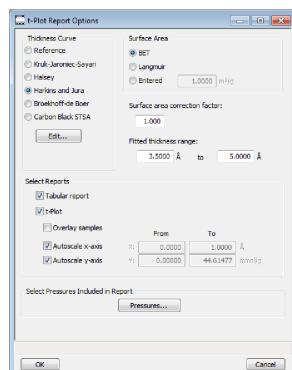 t-Plot Report Options
Thickness Curve
Reference
Kruk-Jaroniec-Sayari
Halsey
Harkins and Jura
Broekhoff-de Boer
Carbon Black STSA
Edit...
Surface Area
BET
Langmuir
Entered 1.0000 m²/g
Surface area correction factor:
1.000
Fitted thickness range:
3.5000 Å to 5.0000 Å
Select Reports
Tabular report
t-Plot
Overlay samples
From To
Autoscale x-axis X: 0.0000 1.0000 Å
Autoscale y-axis Y: 0.00000 44.61477 mmol/g
Select Pressures Included in Report
Pressures...
OK Cancel